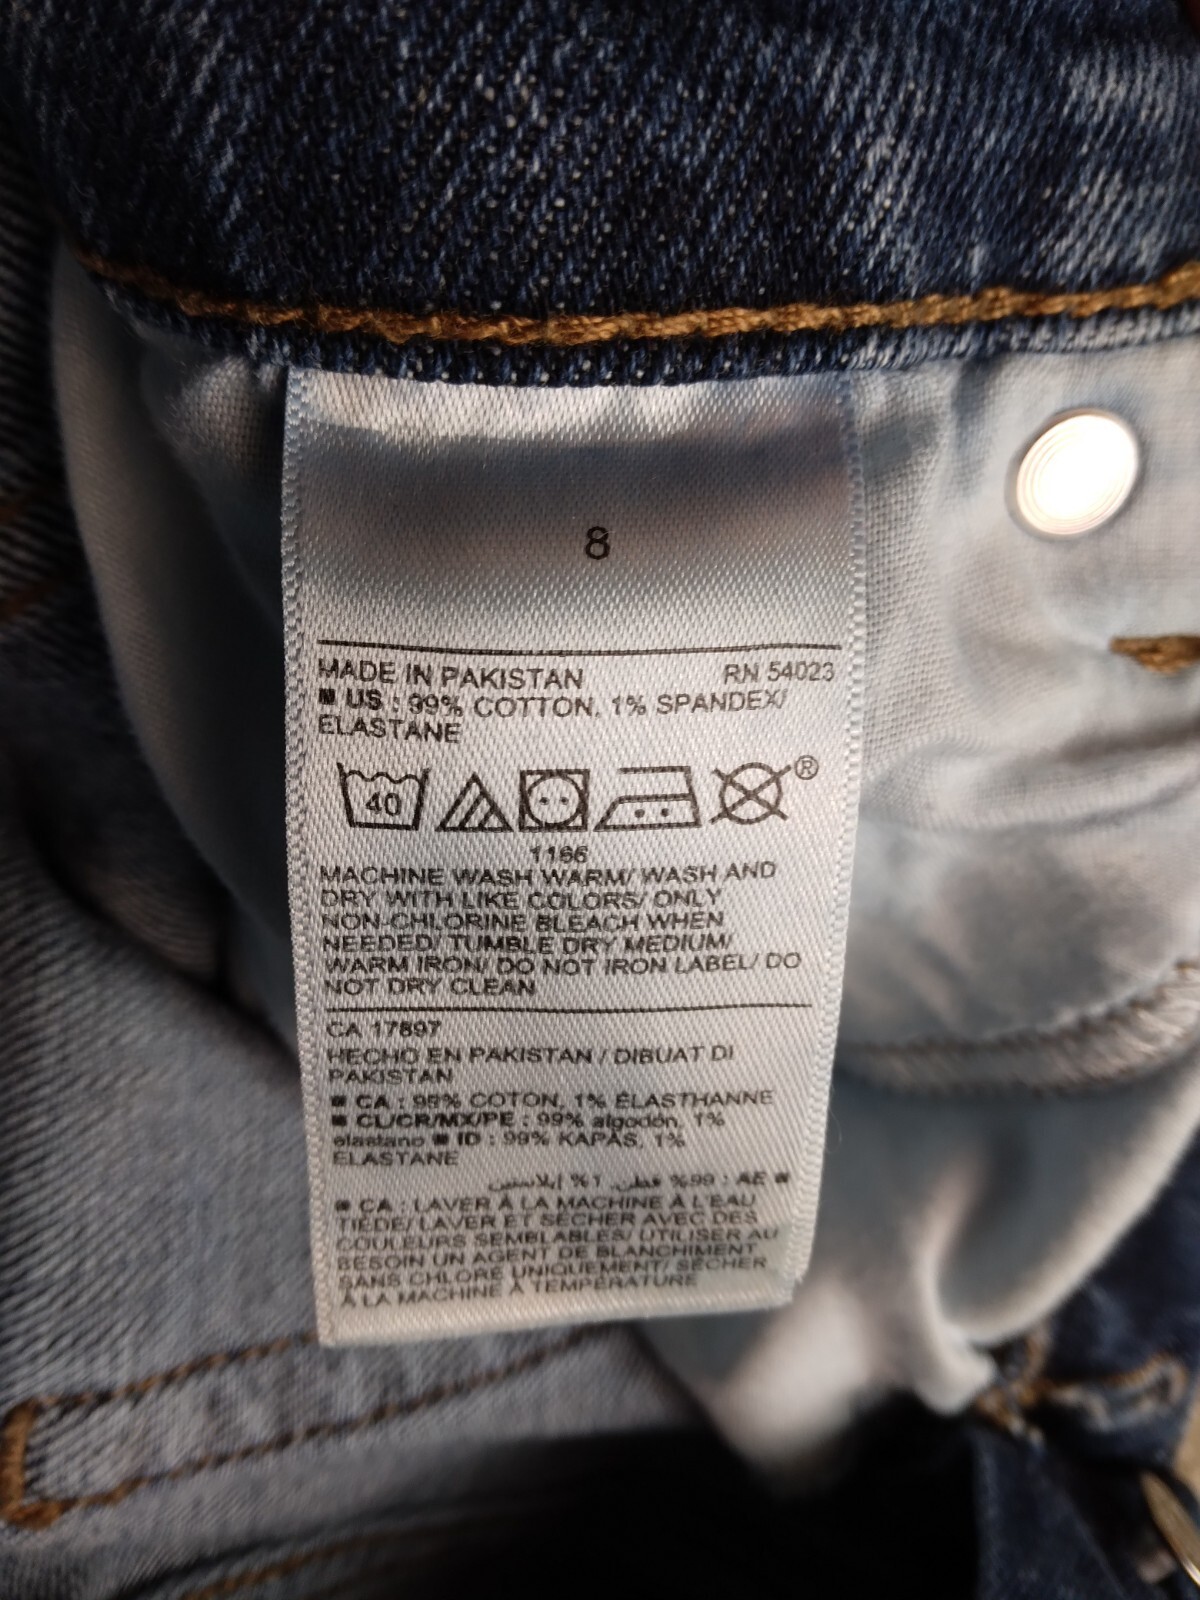 8
MADE IN PAKISTAN RN 54023
■ US : 99% COTTON, 1% SPANDEX/
ELASTANE
40 ®
1166
MACHINE WASH WARM/ WASH AND
DRY WITH LIKE COLORS/ ONLY
NON-CHLORINE BLEACH WHEN
NEEDED/ TUMBLE DRY MEDIUM/
WARM IRON/ DO NOT IRON LABEL/ DO
NOT DRY CLEAN
CA 17897
HECHO EN PAKISTAN / DIBUAT DI
PAKISTAN
■ CA : 99% COTON, 1% ÉLASTHANNE
■ CL/CR/MX/PE : 99% algodón, 1%
elastano ■ ID : 99% KAPAS, 1%
ELASTANE
■ AE : 99% قطن, 1% إيلاستين
■ CA : LAVER À LA MACHINE À L'EAU
TIÈDE/ LAVER ET SÉCHER AVEC DES
COULEURS SEMBLABLES/ UTILISER AU
BESOIN UN AGENT DE BLANCHIMENT
SANS CHLORE UNIQUEMENT/ SÉCHER
À LA MACHINE À TEMPÉRATURE